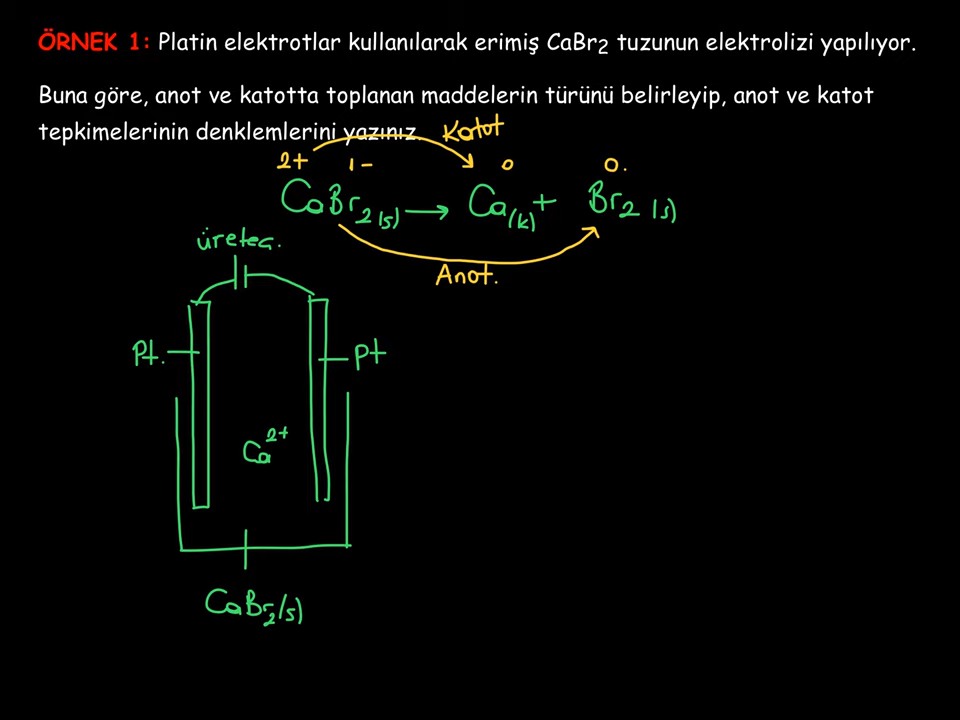 ÖRNEK 1: Platin elektrotlar kullanılarak erimiş CaBr2 tuzunun elektrolizi yapılıyor.
Buna göre, anot ve katotta toplanan maddelerin türünü belirleyip, anot ve katot
tepkimelerinin denklemlerini yazınız.
Katot
2+ 1- 0 0.
CaBr2(s) → Ca(k) + Br2(s)
Anot.
üreteç.
Pt. Pt
Ca2+
CaBr2(s)